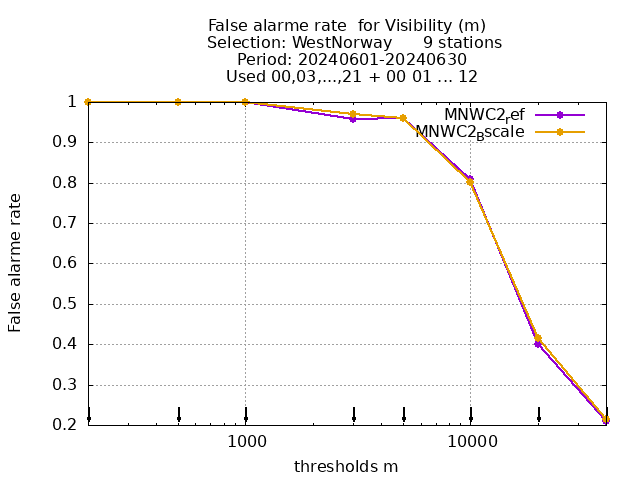 False alarme rate  for Visibility (m)
Selection: WestNorway      9 stations
Period: 20240601-20240630
Used 00,03,...,21 + 00 01 ... 12
MNWC2_ref
MNWC2_Bscale
1
0.9
0.8
0.7
0.6
0.5
0.4
0.3
0.2
False alarme rate
1000
10000
thresholds m